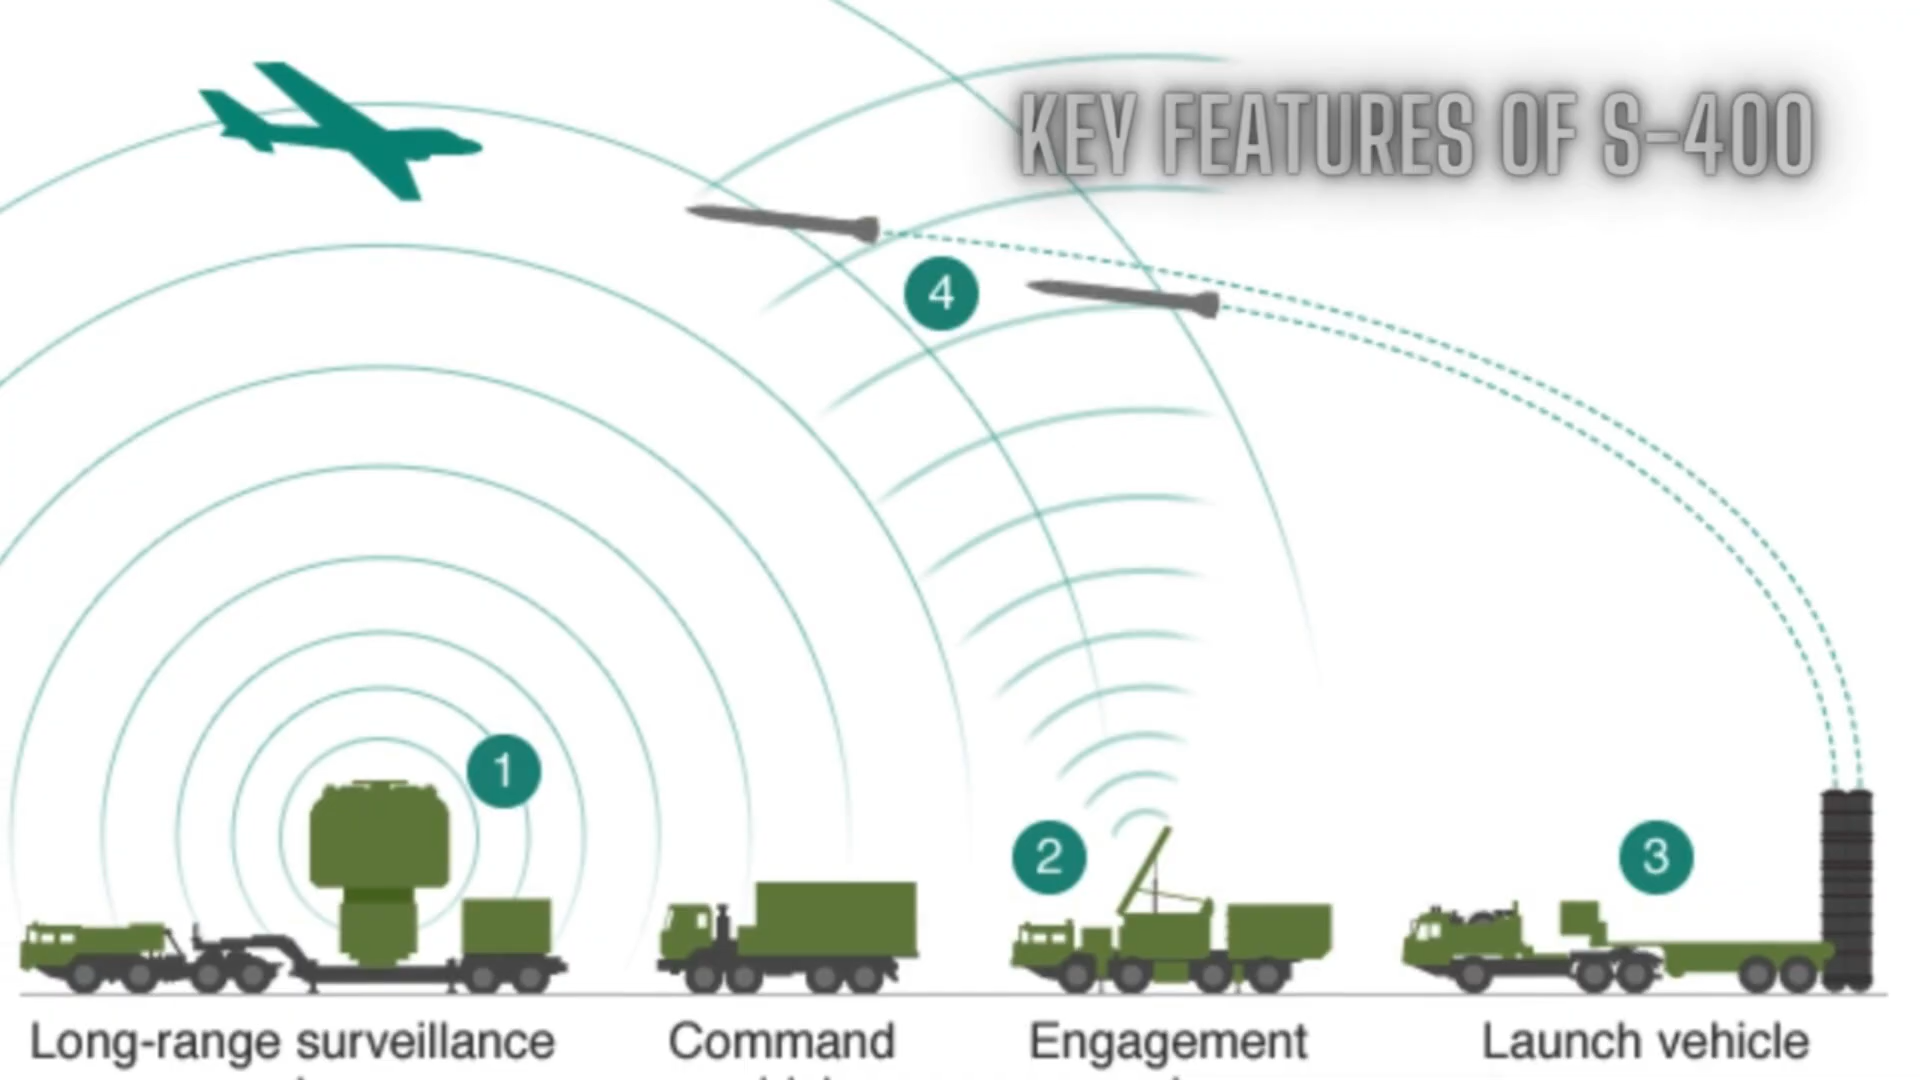 KEY FEATURES OF S-400
4
1
2
3
Long-range surveillance
Command
Engagement
Launch vehicle